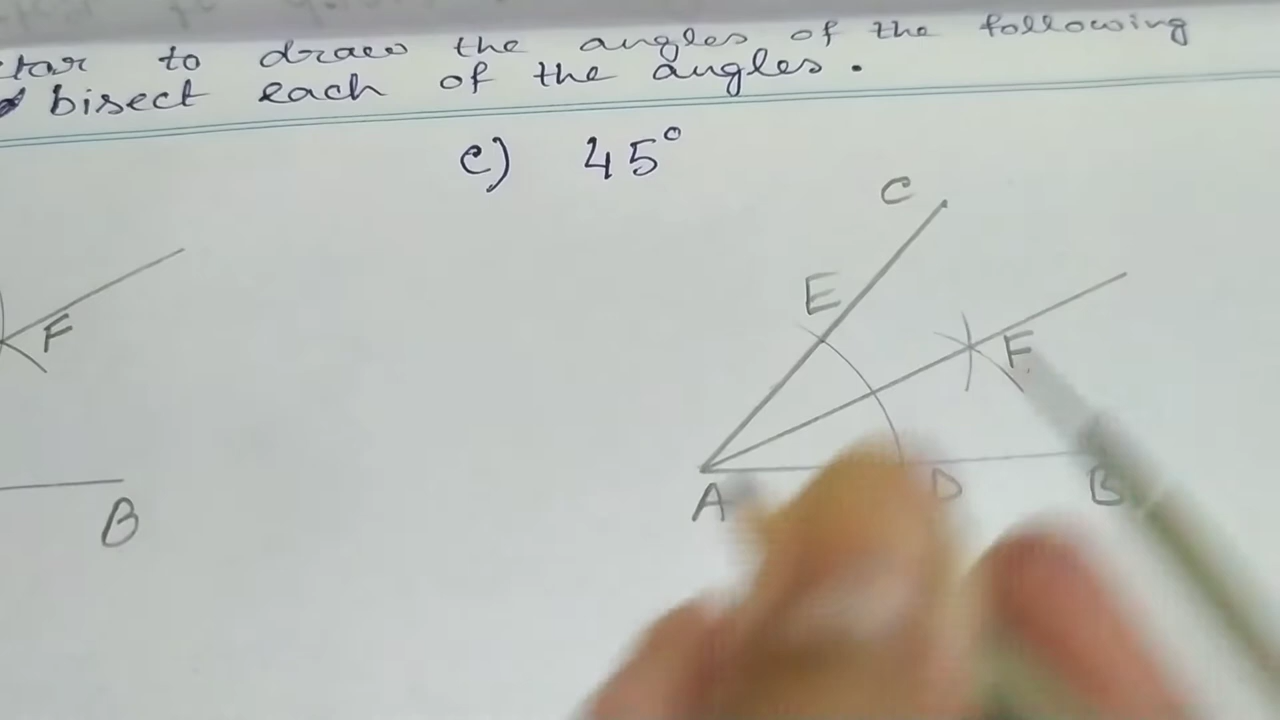 to draw the angles of the following
bisect each of the angles.
c) 45°
C
E
F
F
A
D
B
B